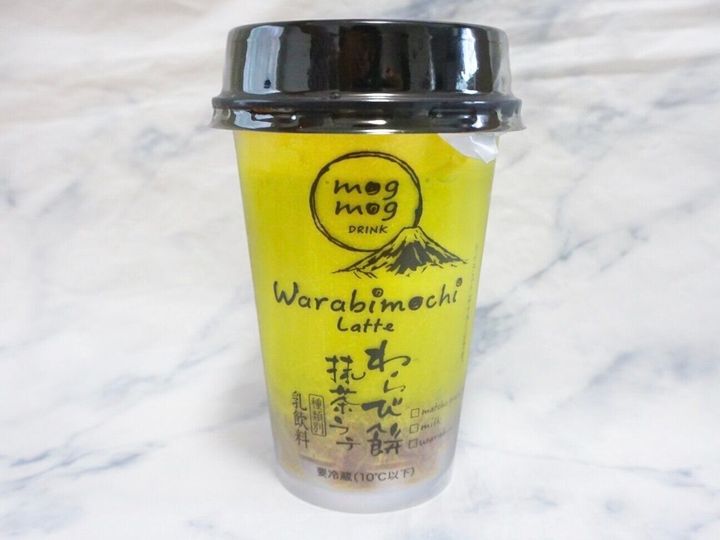 mog
mog
DRINK
Warabimochi
Latte
わらび餅
抹茶ラテ
種類別
乳飲料
milk
要冷蔵(10℃以下)